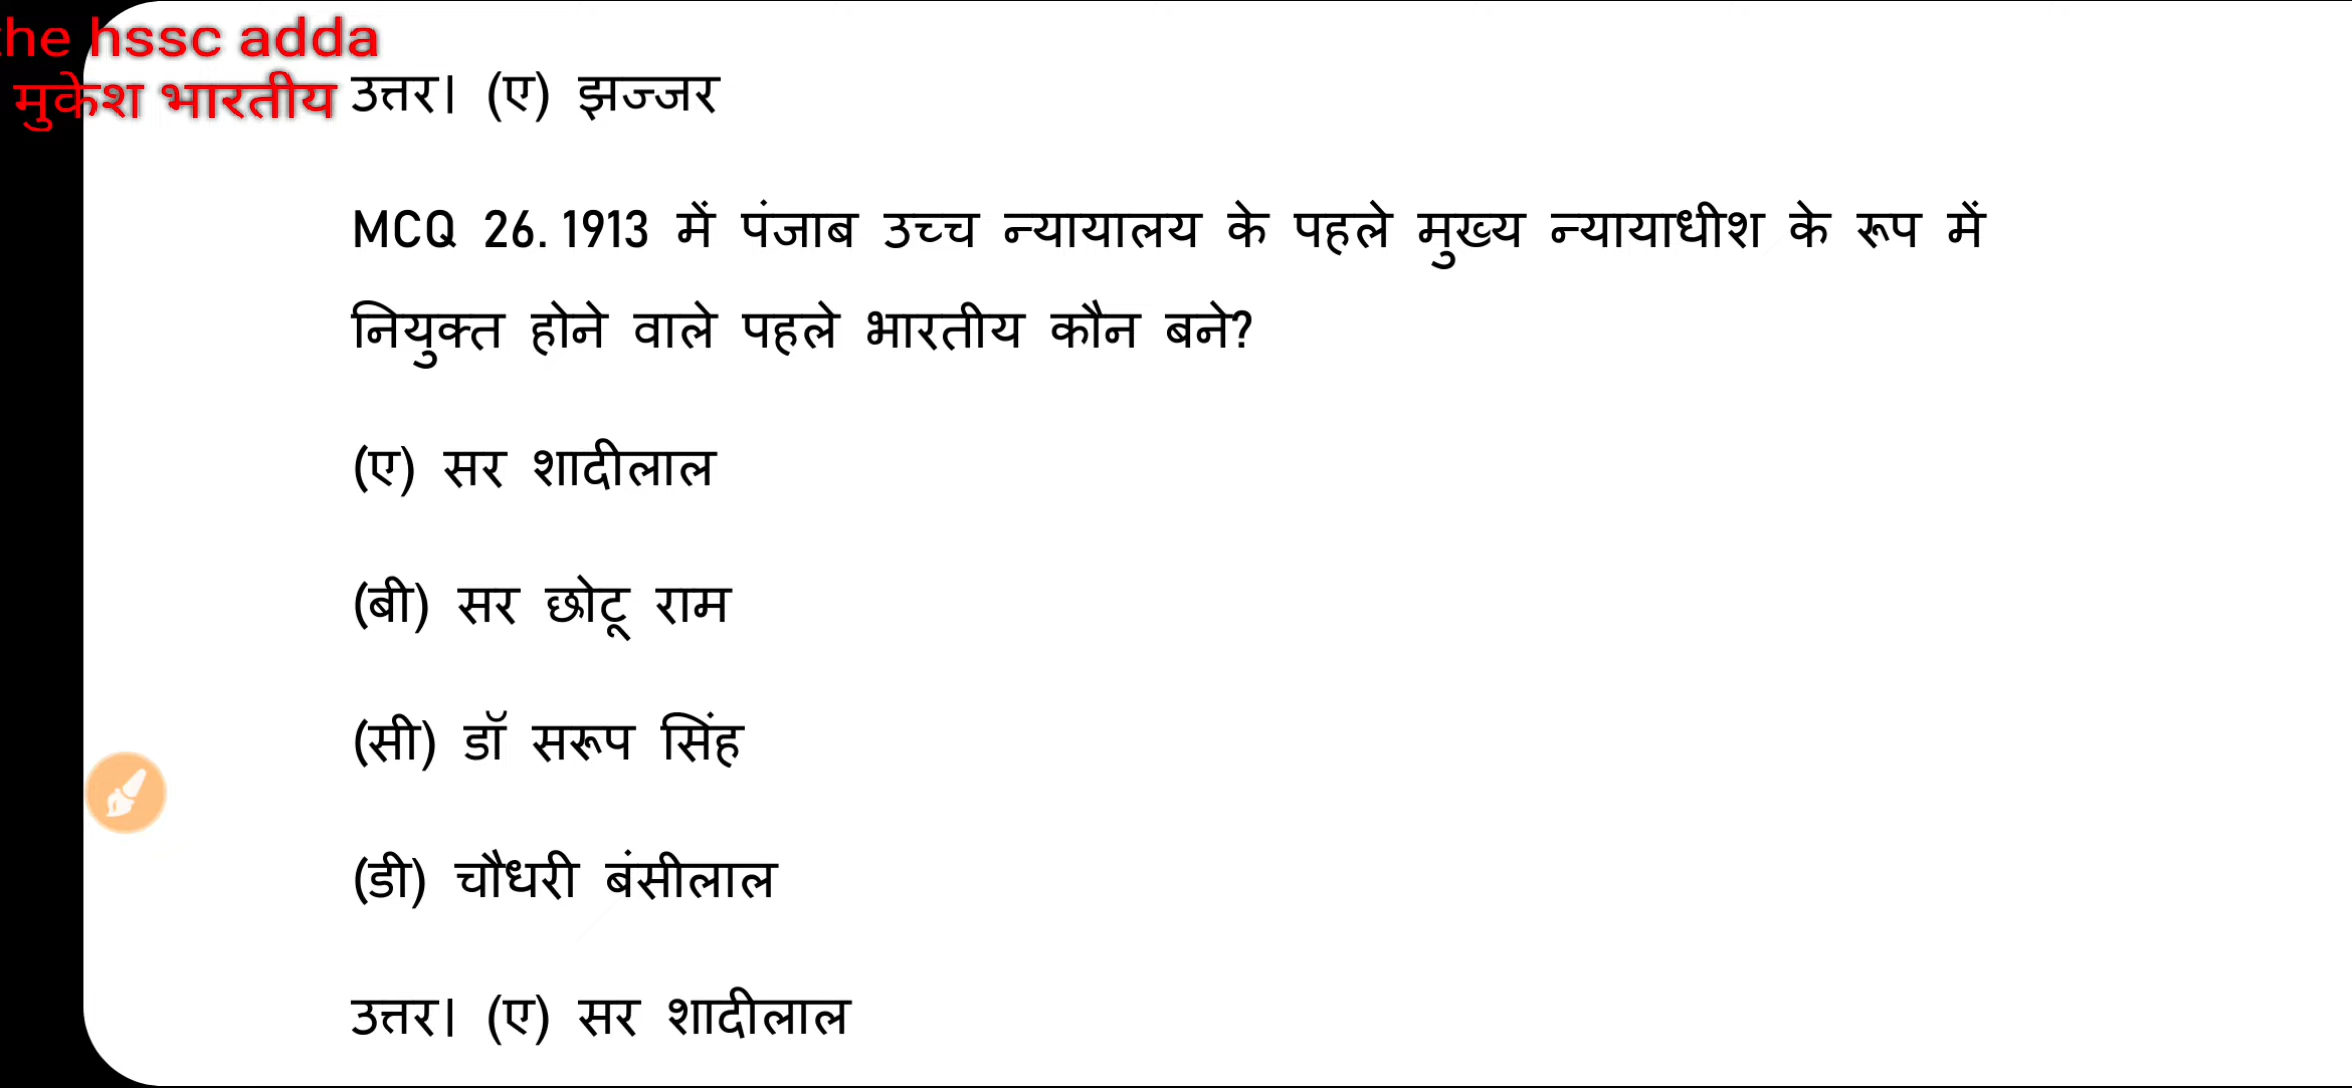 he hssc adda
मुकेश भारतीय
उत्तर। (ए) झज्जर
MCQ 26. 1913 में पंजाब उच्च न्यायालय के पहले मुख्य न्यायाधीश के रूप में
नियुक्त होने वाले पहले भारतीय कौन बने?
(ए) सर शादीलाल
(बी) सर छोटू राम
(सी) डॉ सरूप सिंह
(डी) चौधरी बंसीलाल
उत्तर। (ए) सर शादीलाल